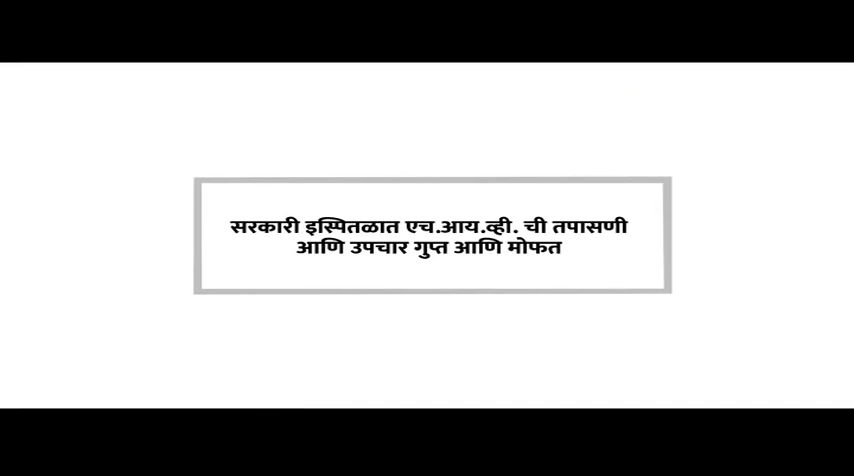 सरकारी इस्पितळात एच.आय.व्ही. ची तपासणी
आणि उपचार गुप्त आणि मोफत